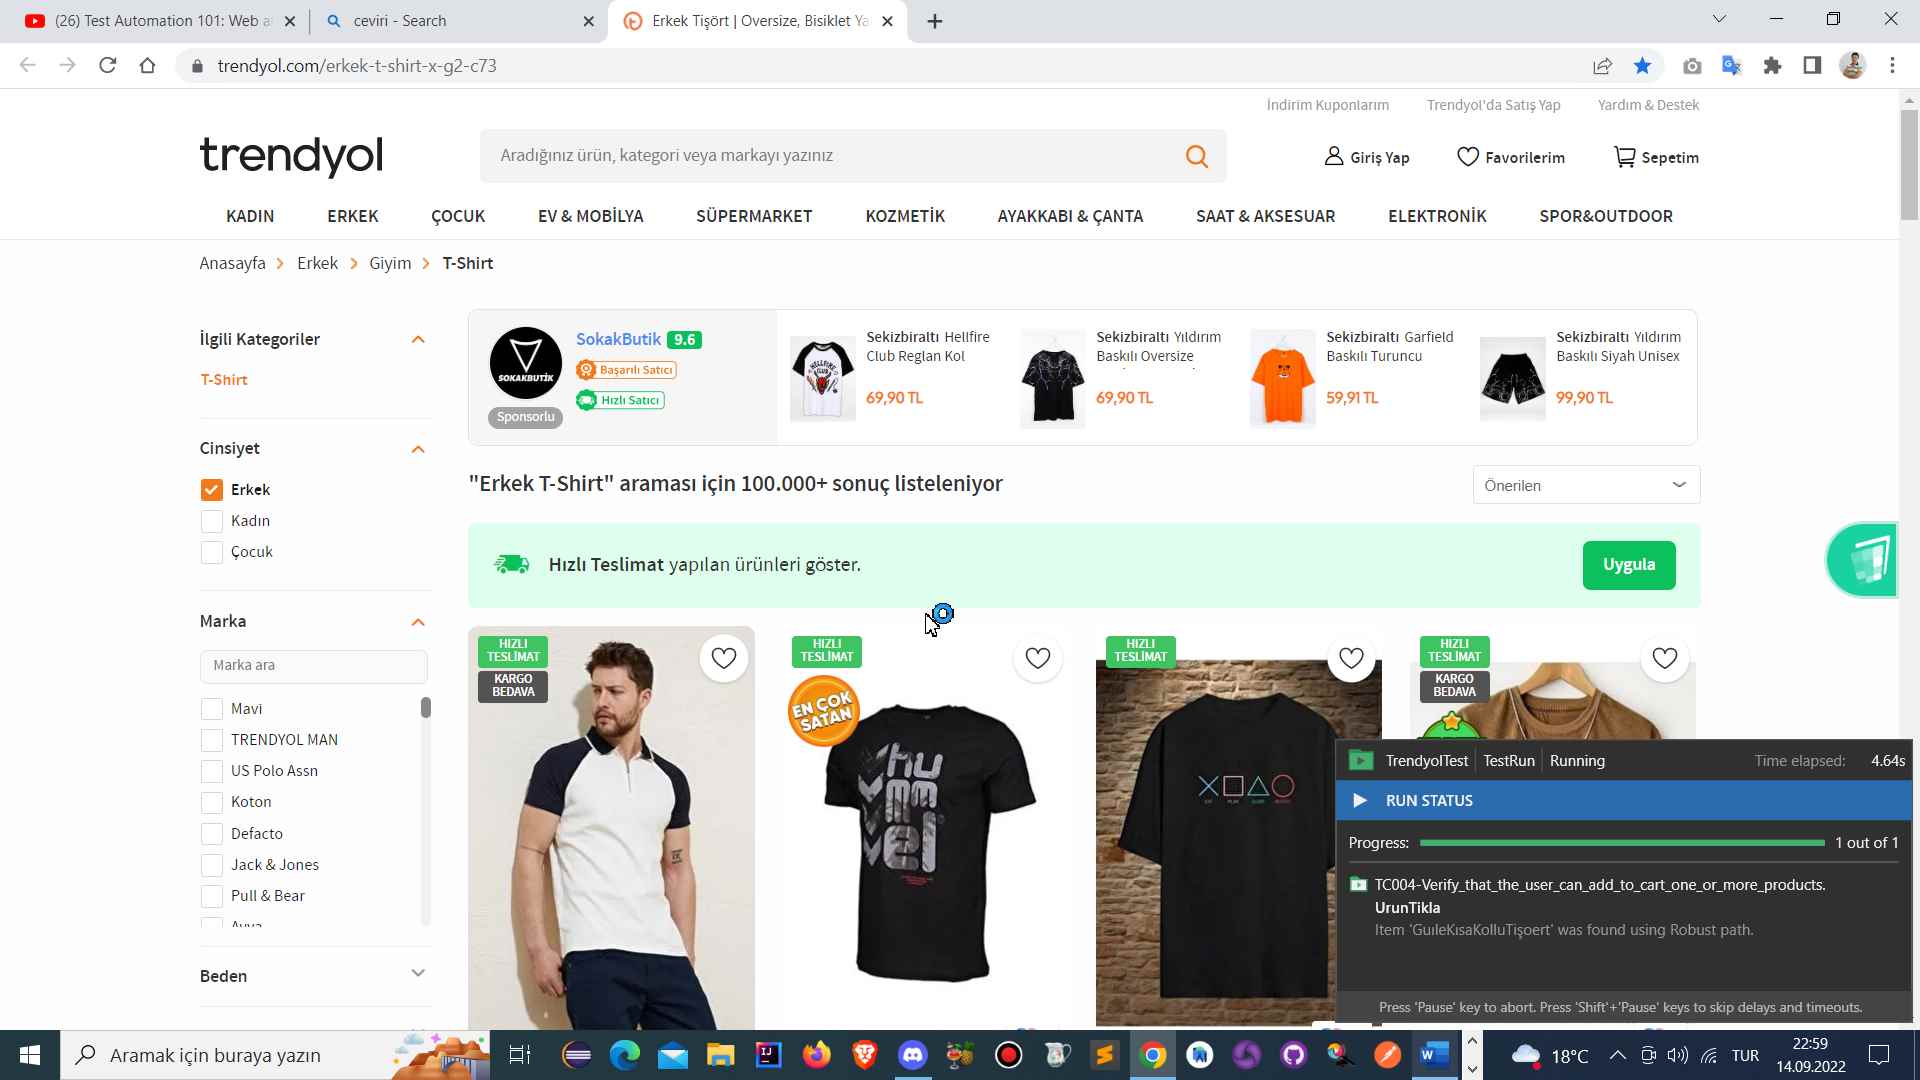 (26) Test Automation 101: Web a
ceviri - Search
Erkek Tişört | Oversize, Bisiklet Ya
trendyol.com/erkek-t-shirt-x-g2-c73
İndirim Kuponlarım
Trendyol'da Satış Yap
Yardım & Destek
trendyol
Aradığınız ürün, kategori veya markayı yazınız
Giriş Yap
Favorilerim
Sepetim
KADIN
ERKEK
ÇOCUK
EV & MOBİLYA
SÜPERMARKET
KOZMETİK
AYAKKABI & ÇANTA
SAAT & AKSESUAR
ELEKTRONİK
SPOR&OUTDOOR
Anasayfa
Erkek
Giyim
T-Shirt
İlgili Kategoriler
T-Shirt
Cinsiyet
Erkek
Kadın
Çocuk
Marka
Marka ara
Mavi
TRENDYOL MAN
US Polo Assn
Koton
Defacto
Jack & Jones
Pull & Bear
Avva
Beden
SOKAKBUTİK
Sponsorlu
SokakButik 9.6
Başarılı Satıcı
Hızlı Satıcı
Sekizbiraltı Hellfire
Club Reglan Kol
69,90 TL
Sekizbiraltı Yıldırım
Baskılı Oversize
69,90 TL
Sekizbiraltı Garfield
Baskılı Turuncu
59,91 TL
Sekizbiraltı Yıldırım
Baskılı Siyah Unisex
99,90 TL
"Erkek T-Shirt" araması için 100.000+ sonuç listeleniyor
Önerilen
Hızlı Teslimat yapılan ürünleri göster.
Uygula
HIZLI
TESLİMAT
KARGO
BEDAVA
HIZLI
TESLİMAT
EN ÇOK
SATAN
hummel
HIZLI
TESLİMAT
HIZLI
TESLİMAT
KARGO
BEDAVA
TrendyolTest
TestRun
Running
Time elapsed: 4.64s
RUN STATUS
Progress:
1 out of 1
TC004-Verify_that_the_user_can_add_to_cart_one_or_more_products.
UrunTikla
Item 'GuıleKısaKolluTişoert' was found using Robust path.
Press 'Pause' key to abort. Press 'Shift'+'Pause' keys to skip delays and timeouts.
Aramak için buraya yazın
18°C
TUR
22:59
14.09.2022